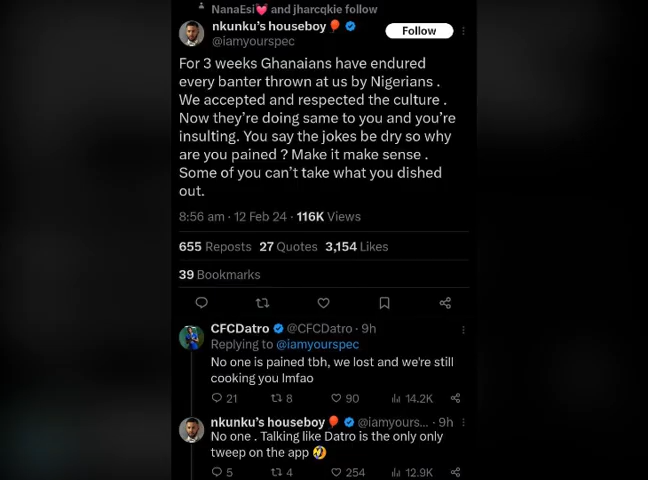 NanaEsi💓 and jharcqkie follow
nkunku's houseboy🎈
@iamyourspec
Follow
For 3 weeks Ghanaians have endured
every banter thrown at us by Nigerians .
We accepted and respected the culture .
Now they're doing same to you and you're
insulting. You say the jokes be dry so why
are you pained ? Make it make sense .
Some of you can't take what you dished
out.
8:56 am · 12 Feb 24 · 116K Views
655 Reposts 27 Quotes 3,154 Likes
39 Bookmarks
CFCDatro @CFCDatro · 9h
Replying to @iamyourspec
No one is pained tbh, we lost and we're still
cooking you lmfao
21 8 90 14.2K
nkunku's houseboy🎈 @iamyours... · 9h
No one . Talking like Datro is the only only
tweep on the app 🤣
5 4 254 12.9K